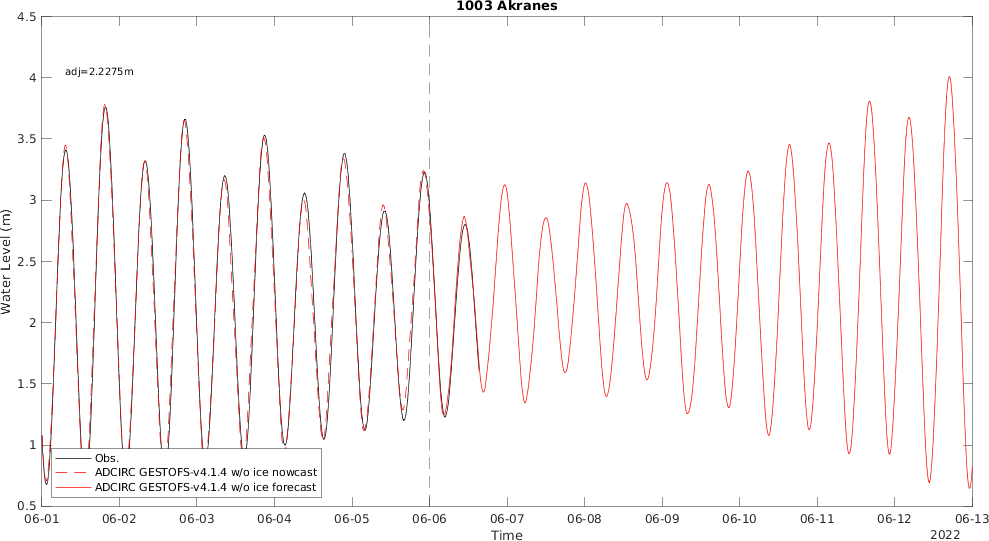 1003 Akranes
adj=2.2275m
Water Level (m)
4.5
4
3.5
3
2.5
2
1.5
1
0.5
Obs.
ADCIRC GESTOFS-v4.1.4 w/o ice nowcast
ADCIRC GESTOFS-v4.1.4 w/o ice forecast
06-01 06-02 06-03 06-04 06-05 06-06 06-07 06-08 06-09 06-10 06-11 06-12 06-13
Time
2022